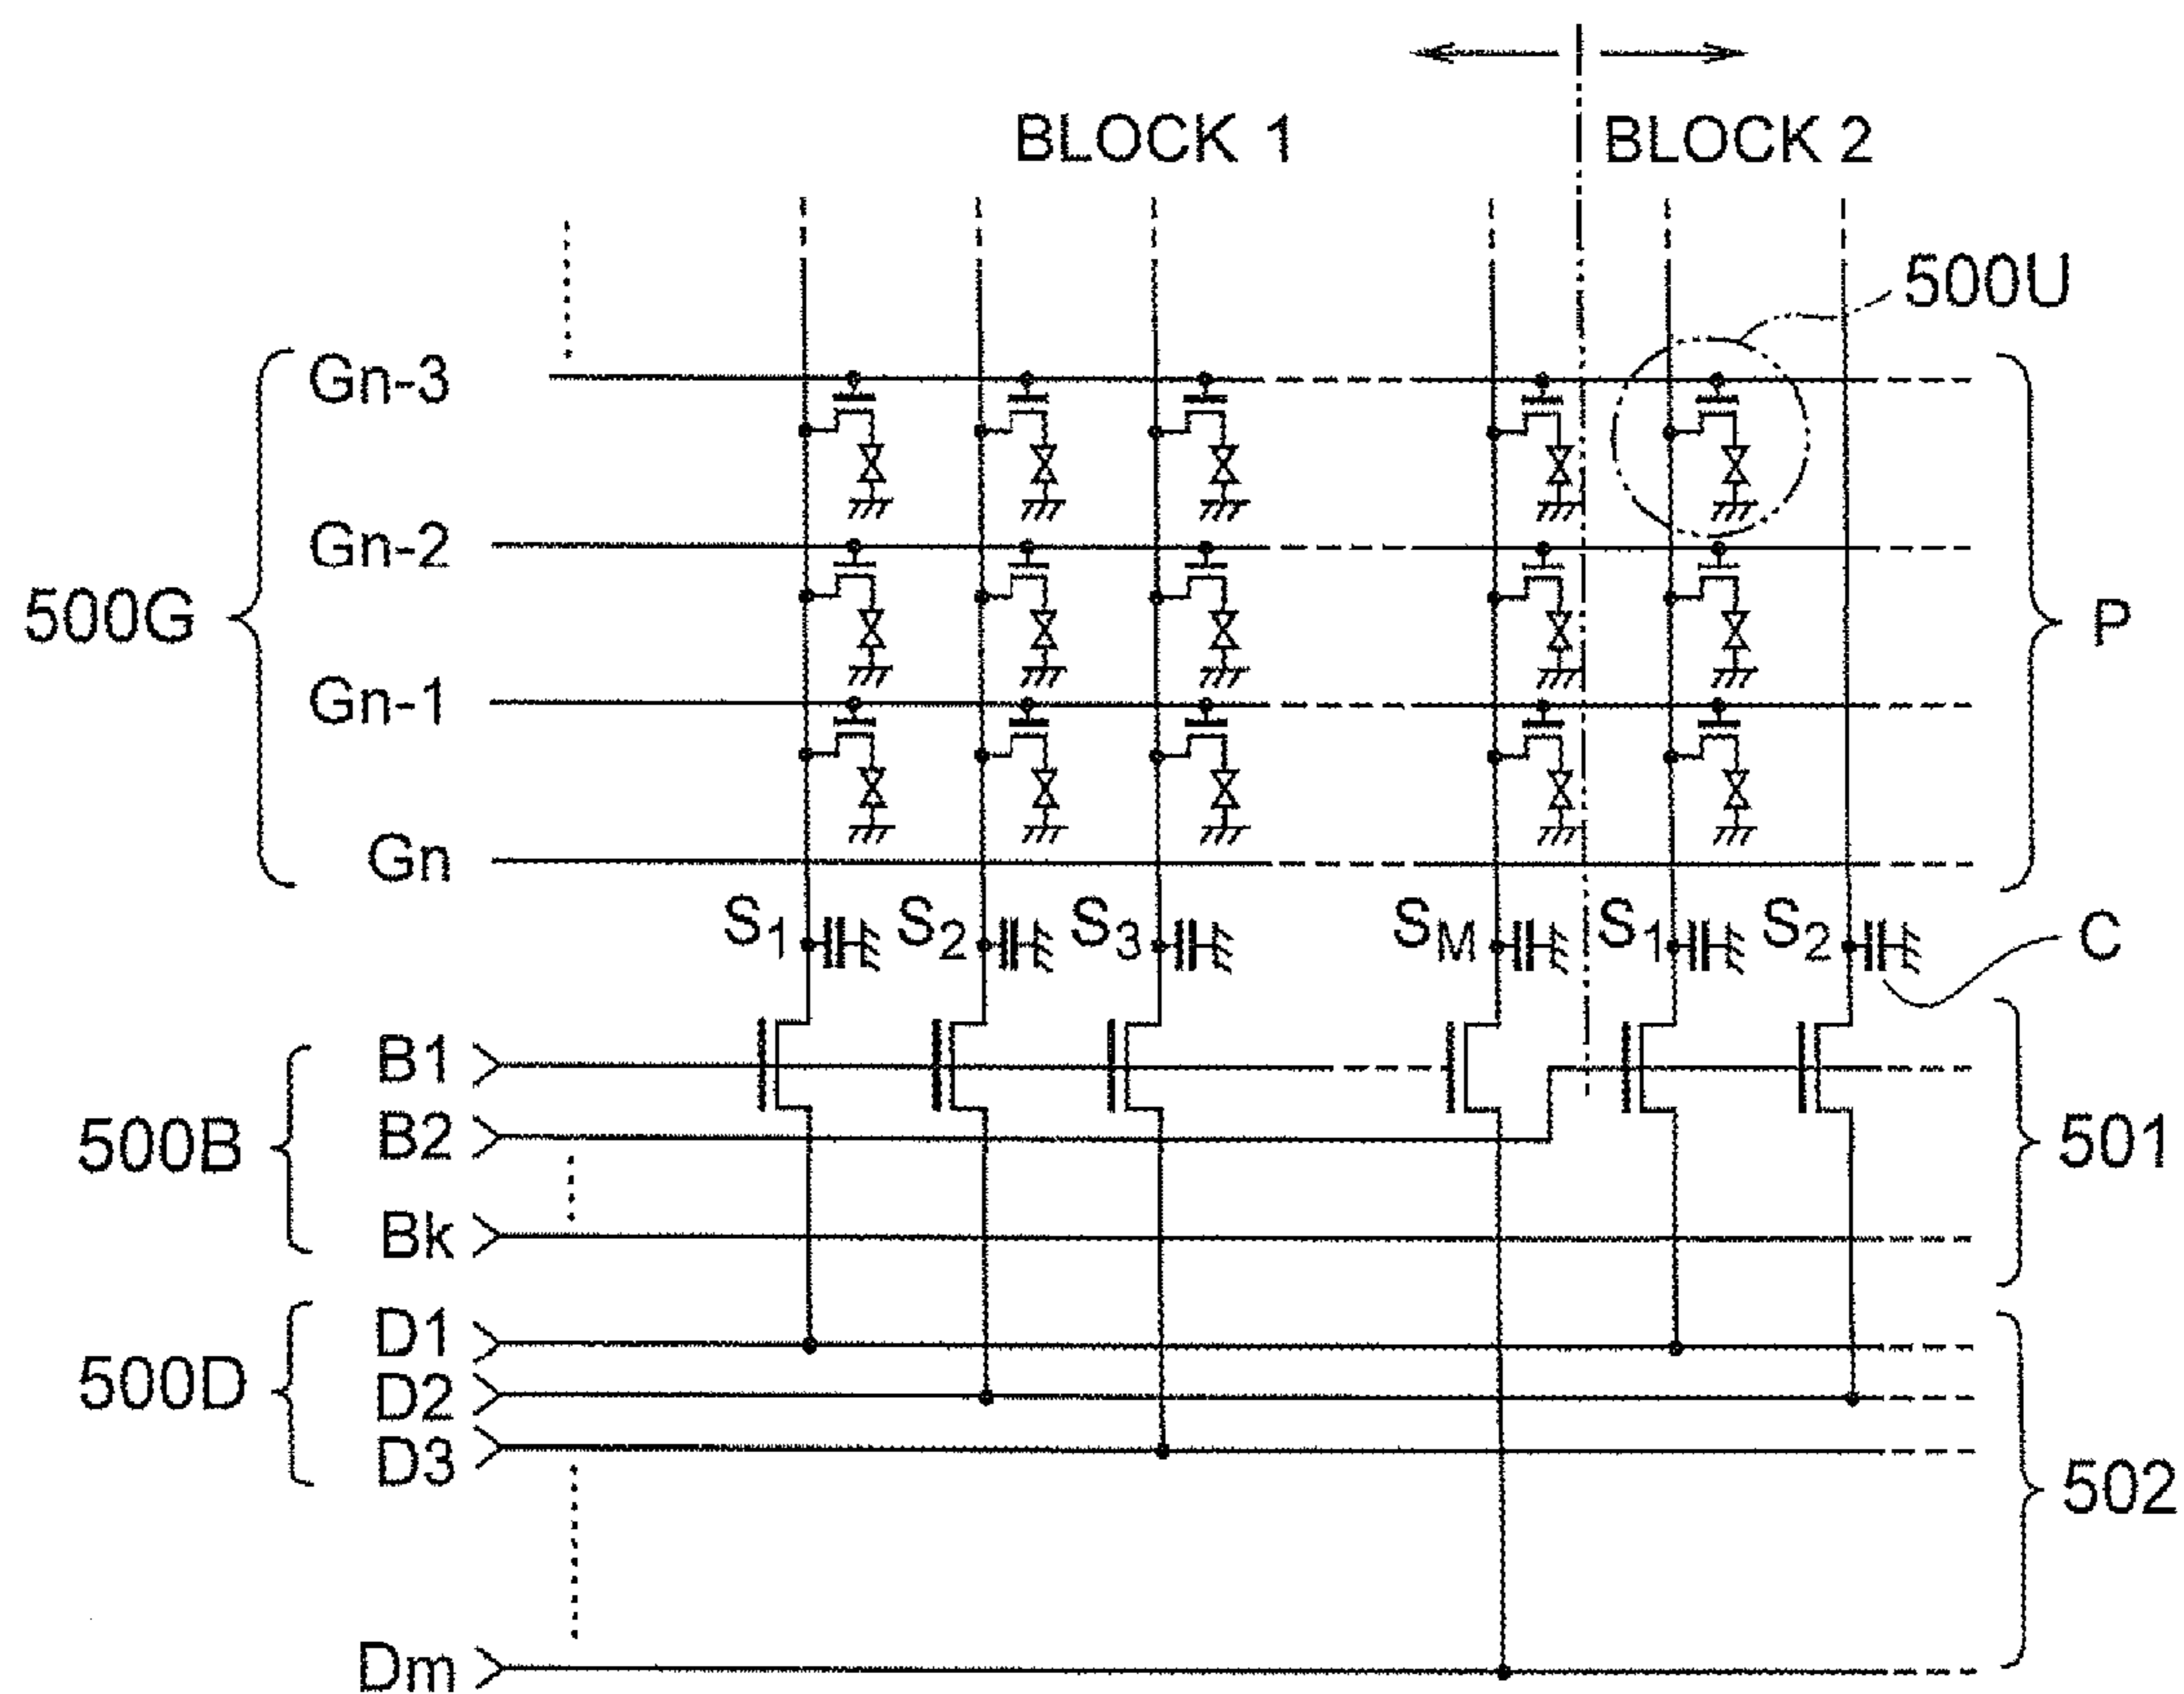 BLOCK 1 BLOCK 2
500U
Gn-3
Gn-2
500G P
Gn-1
Gn
S1 S2 S3 SM S1 S2 C
B1
500B B2 501
Bk
D1
500D D2
D3 502
Dm